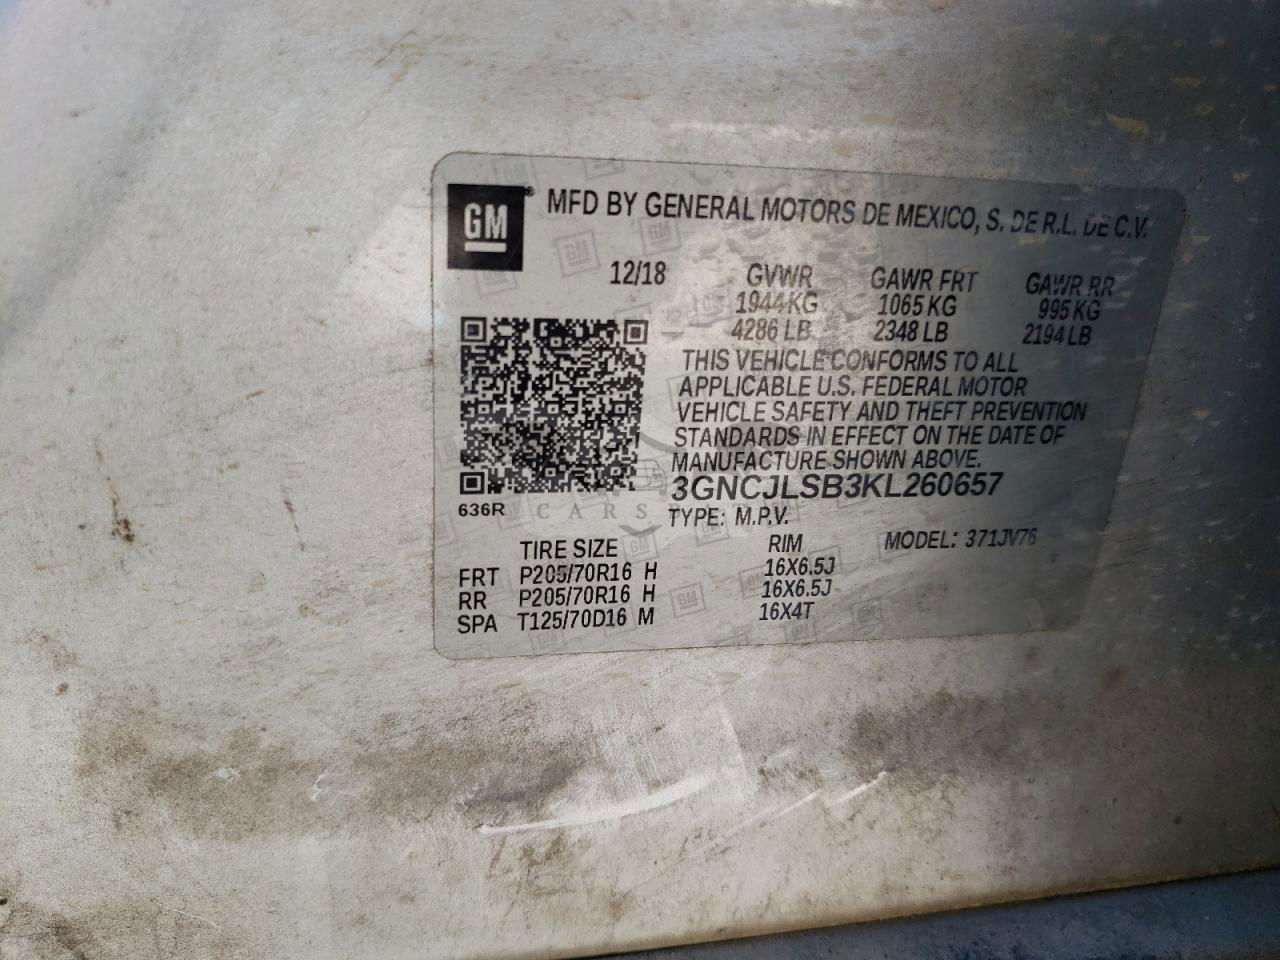 GM
MFD BY GENERAL MOTORS DE MEXICO, S. DE R.L. DE C.V.
12/18 GVWR GAWR FRT GAWR RR
1944 KG 1065 KG 995 KG
4286 LB 2348 LB 2194 LB
THIS VEHICLE CONFORMS TO ALL
APPLICABLE U.S. FEDERAL MOTOR
VEHICLE SAFETY AND THEFT PREVENTION
STANDARDS IN EFFECT ON THE DATE OF
MANUFACTURE SHOWN ABOVE.
3GNCJLSB3KL260657
636R
TYPE: M.P.V.
MODEL: 371JV76
TIRE SIZE RIM
FRT P205/70R16 H 16X6.5J
RR P205/70R16 H 16X6.5J
SPA T125/70D16 M 16X4T